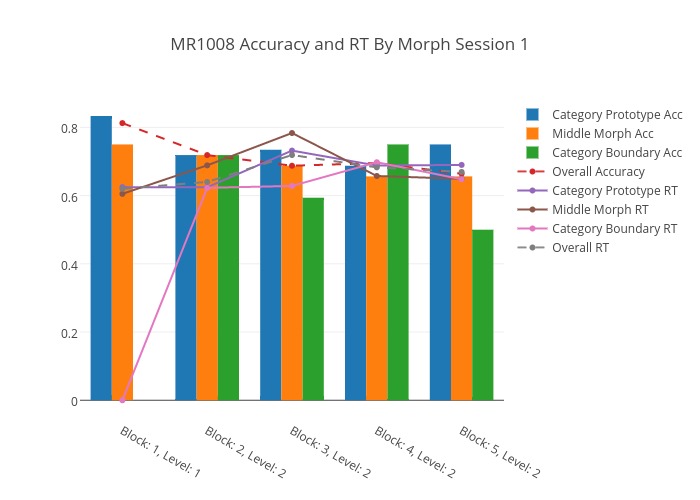 MR1008 Accuracy and RT By Morph Session 1
0.8
0.6
0.4
0.2
0
Block: 1, Level: 1
Block: 2, Level: 2
Block: 3, Level: 2
Block: 4, Level: 2
Block: 5, Level: 2
Category Prototype Acc
Middle Morph Acc
Category Boundary Acc
Overall Accuracy
Category Prototype RT
Middle Morph RT
Category Boundary RT
Overall RT